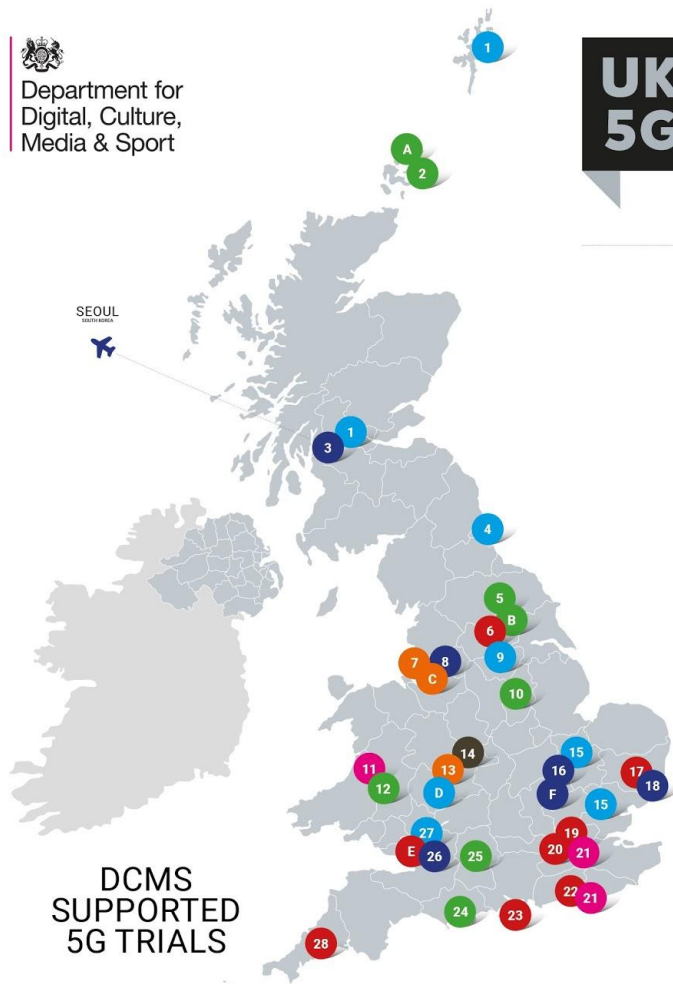 Department for
Digital, Culture,
Media & Sport
UK
5G
1
A
2
SEOUL
SOUTH KOREA
1
3
4
5
B
6
9
7
8
C
10
14
13
D
11
12
15
16
F
17
18
15
27
E
26
25
19
20
21
22
21
23
24
28
DCMS
SUPPORTED
5G TRIALS